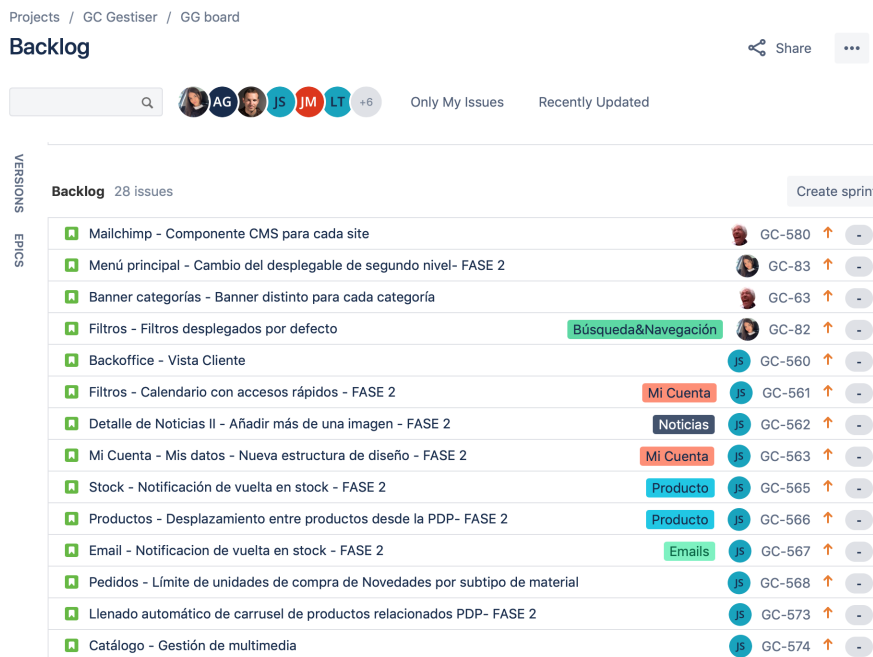 Projects / GC Gestiser / GG board
Backlog
Share
AG JS JM LT +6 Only My Issues Recently Updated
VERSIONS
EPICS
Backlog 28 issues Create sprin
Mailchimp - Componente CMS para cada site GC-580 -
Menú principal - Cambio del desplegable de segundo nivel- FASE 2 GC-83 -
Banner categorías - Banner distinto para cada categoría GC-63 -
Filtros - Filtros desplegados por defecto Búsqueda&Navegación GC-82 -
Backoffice - Vista Cliente JS GC-560 -
Filtros - Calendario con accesos rápidos - FASE 2 Mi Cuenta JS GC-561 -
Detalle de Noticias II - Añadir más de una imagen - FASE 2 Noticias JS GC-562 -
Mi Cuenta - Mis datos - Nueva estructura de diseño - FASE 2 Mi Cuenta JS GC-563 -
Stock - Notificación de vuelta en stock - FASE 2 Producto JS GC-565 -
Productos - Desplazamiento entre productos desde la PDP- FASE 2 Producto JS GC-566 -
Email - Notificacion de vuelta en stock - FASE 2 Emails JS GC-567 -
Pedidos - Límite de unidades de compra de Novedades por subtipo de material JS GC-568 -
Llenado automático de carrusel de productos relacionados PDP- FASE 2 JS GC-573 -
Catálogo - Gestión de multimedia JS GC-574 -